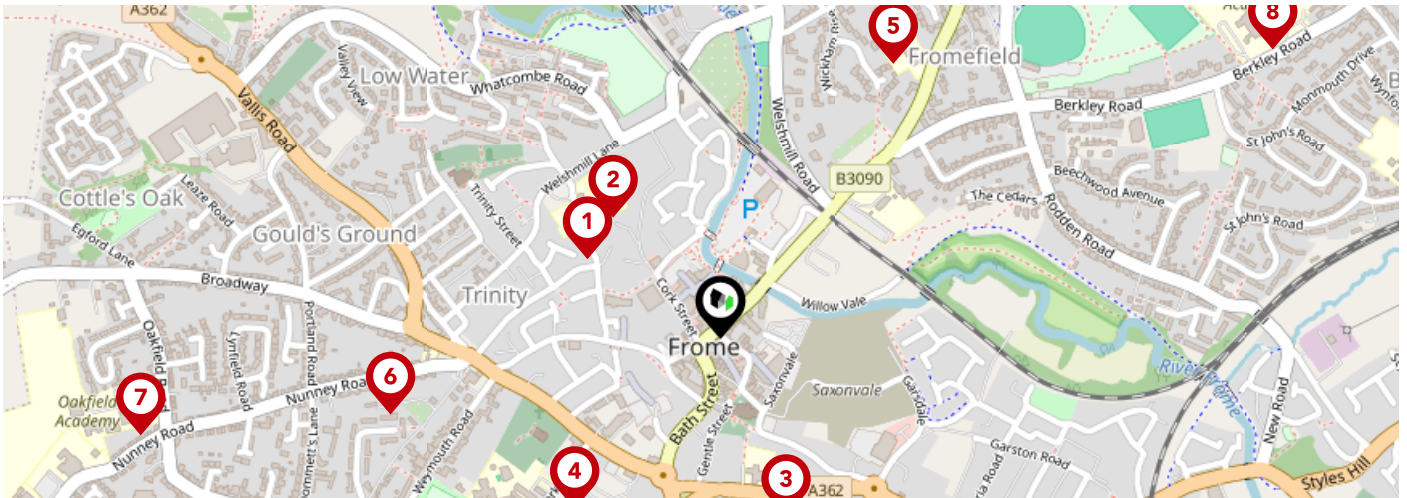 A362
8
5
Fromefield
Wickham Rise
Berkley Road
Monmouth Drive
Low Water
Valley View
Whatcombe Road
Vallis Road
Welshmill Road
Berkley Road
St John's Road
Welshmill Lane
2
B3090
Beechwood Avenue
Cottle's Oak
Leaze Road
Trinity Street
1
P
The Cedars
Rodden Road
St John's Road
Egford Lane
Gould's Ground
Broadway
Trinity
Cork Street
Willow Vale
Frome
Portland Road
Lynfield Road
Saxonvale
Saxonvale
Garsdale
River Frome
6
7
Oakfield
Academy
Nunney Road
Nunney Road
Weymouth Road
Bath Street
Gentle Street
Garston Road
New Road
Styles Hill
4
3
A362